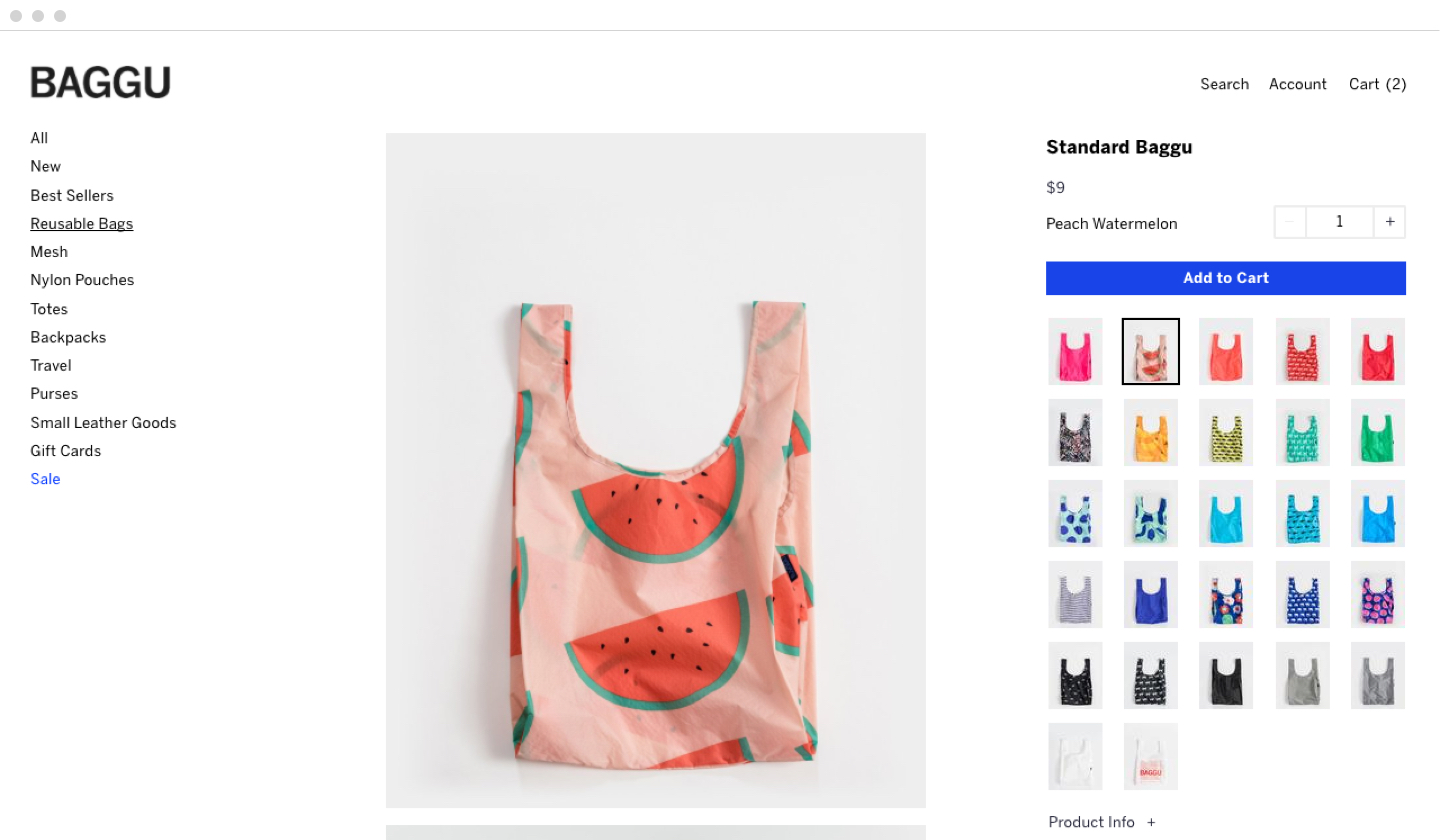 BAGGU
Search Account Cart (2)
All
New
Best Sellers
Reusable Bags
Mesh
Nylon Pouches
Totes
Backpacks
Travel
Purses
Small Leather Goods
Gift Cards
Sale
Standard Baggu
$9
Peach Watermelon − 1 +
Add to Cart
BAGGU
Product Info +